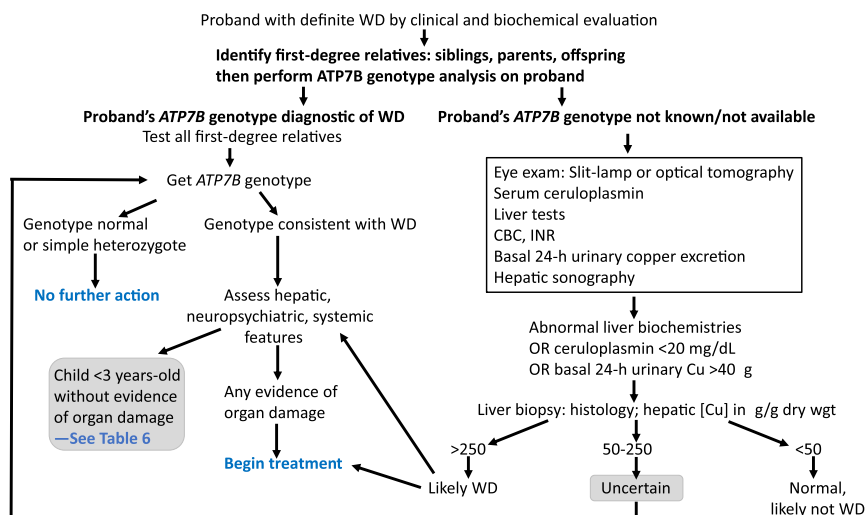 Proband with definite WD by clinical and biochemical evaluation
Identify first-degree relatives: siblings, parents, offspring
then perform ATP7B genotype analysis on proband
Proband's ATP7B genotype diagnostic of WD
Test all first-degree relatives
Proband's ATP7B genotype not known/not available
Get ATP7B genotype
Eye exam: Slit-lamp or optical tomography
Serum ceruloplasmin
Liver tests
CBC, INR
Basal 24-h urinary copper excretion
Hepatic sonography
Genotype normal
or simple heterozygote
Genotype consistent with WD
No further action
Assess hepatic,
neuropsychiatric, systemic
features
Abnormal liver biochemistries
OR ceruloplasmin <20 mg/dL
OR basal 24-h urinary Cu >40 g
Child <3 years-old
without evidence
of organ damage
—See Table 6
Any evidence of
organ damage
Liver biopsy: histology; hepatic [Cu] in g/g dry wgt
>250
50-250
<50
Begin treatment
Likely WD
Uncertain
Normal,
likely not WD